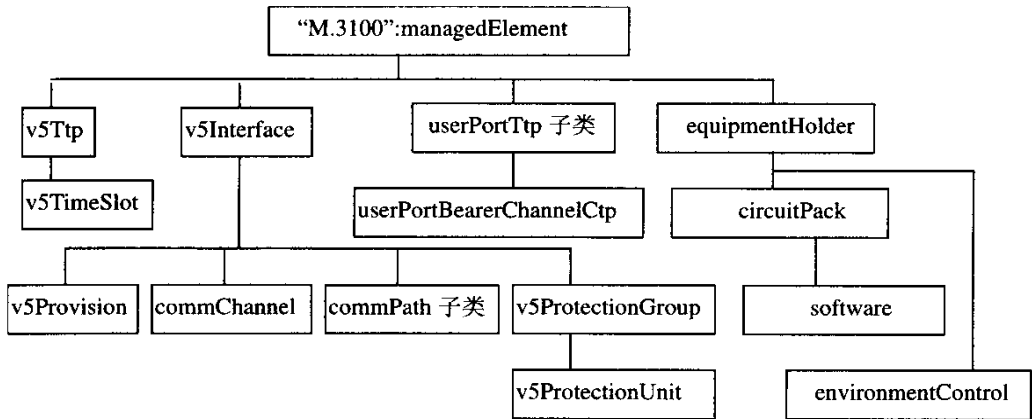 “M.3100”:managedElement
v5Ttp
v5Interface
userPortTtp 子类
equipmentHolder
v5TimeSlot
userPortBearerChannelCtp
circuitPack
v5Provision
commChannel
commPath 子类
v5ProtectionGroup
software
v5ProtectionUnit
environmentControl